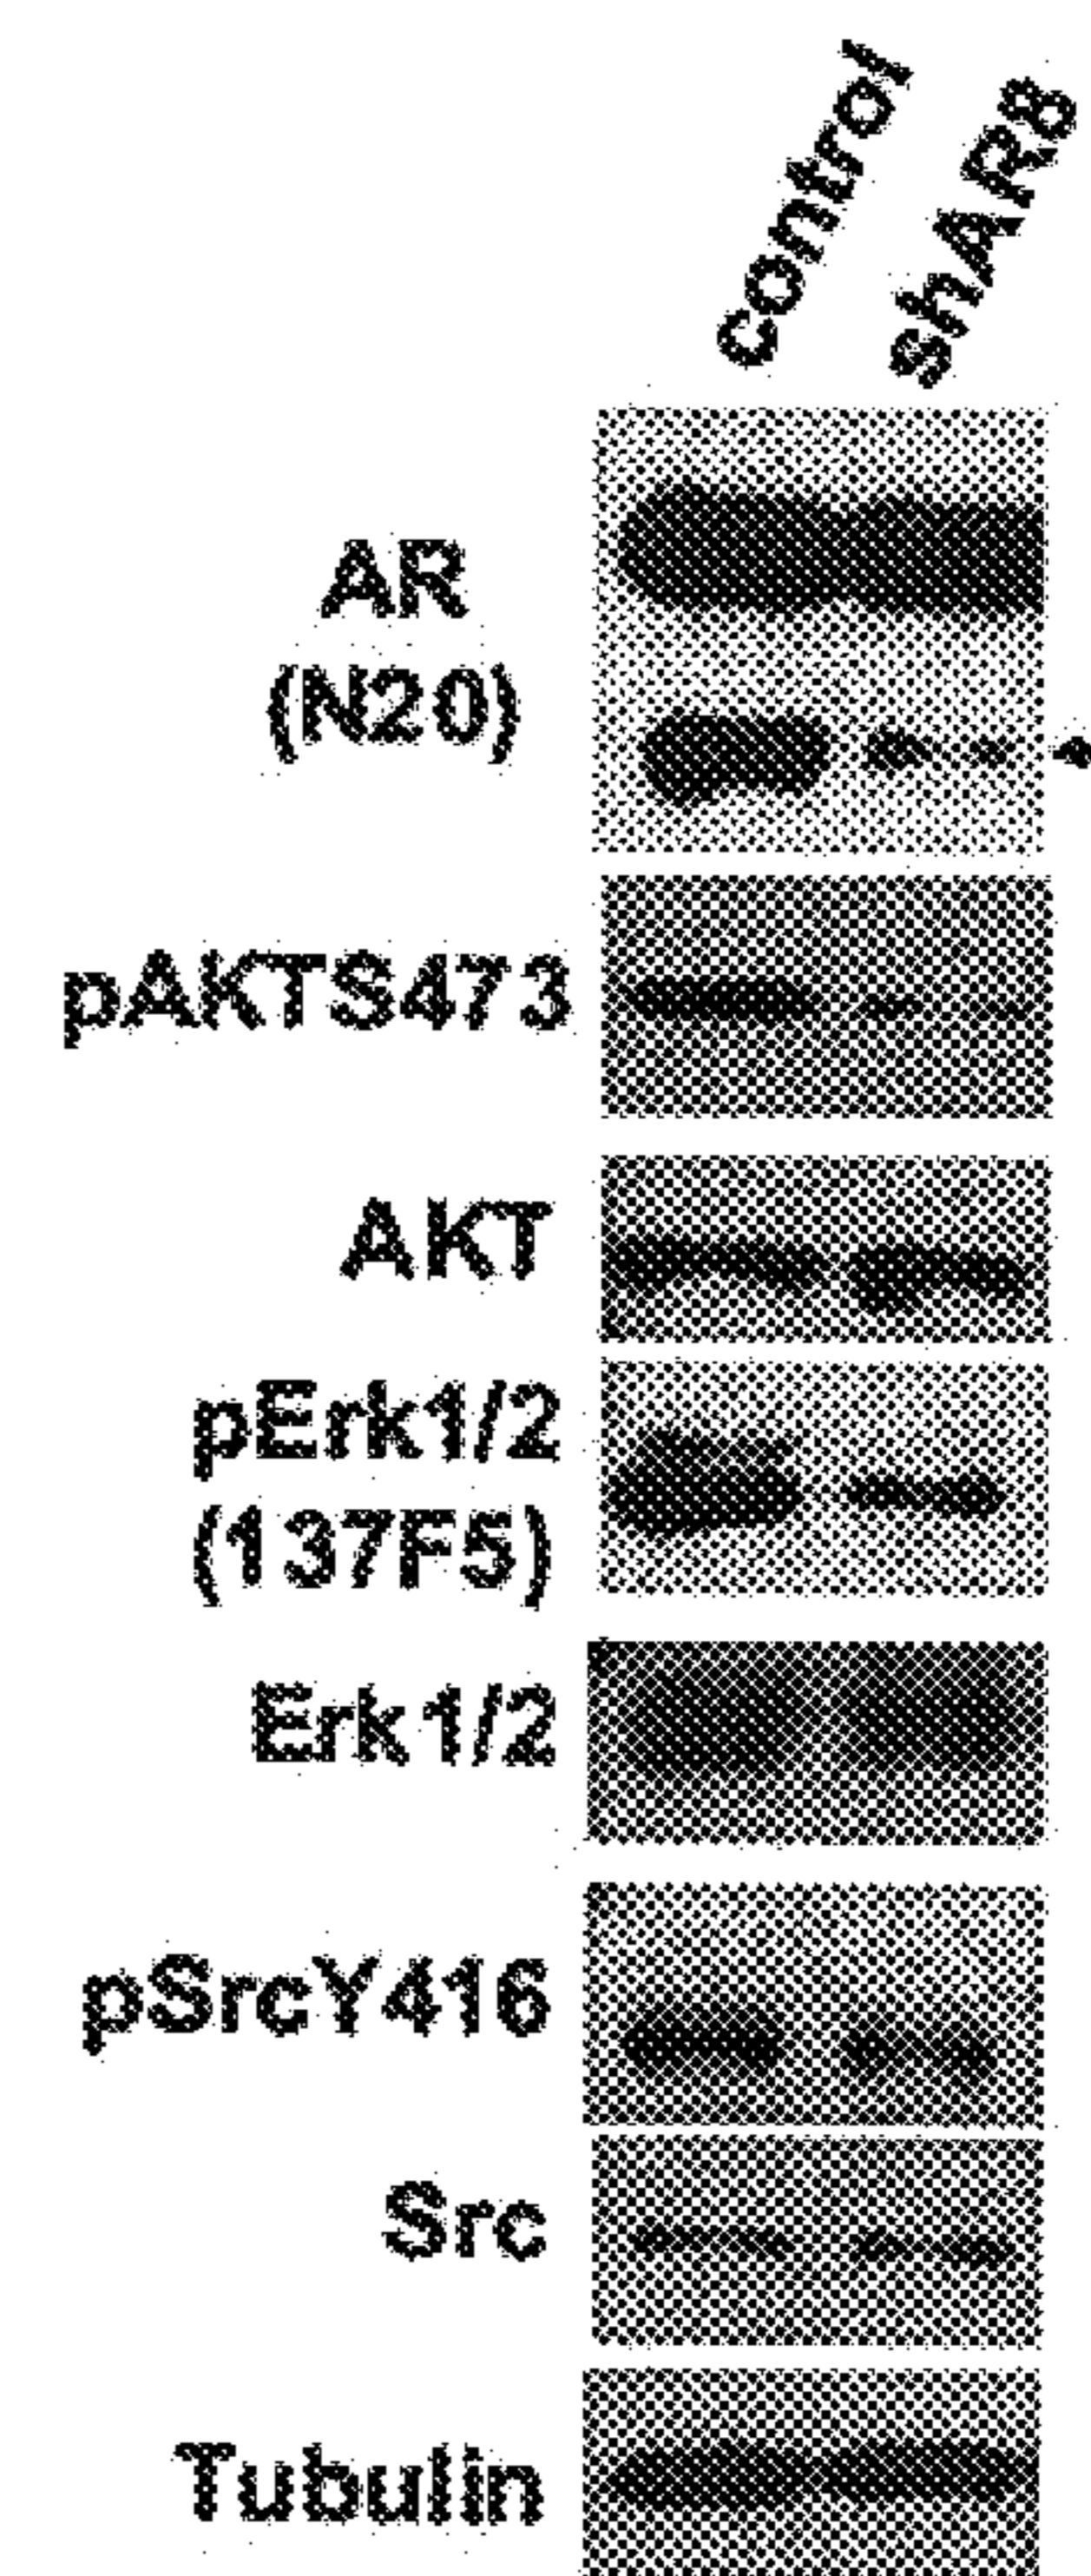 control
shAR8
AR
(N20)
pAKTS473
AKT
pErk1/2
(137F5)
Erk1/2
pSrcY416
Src
Tubulin